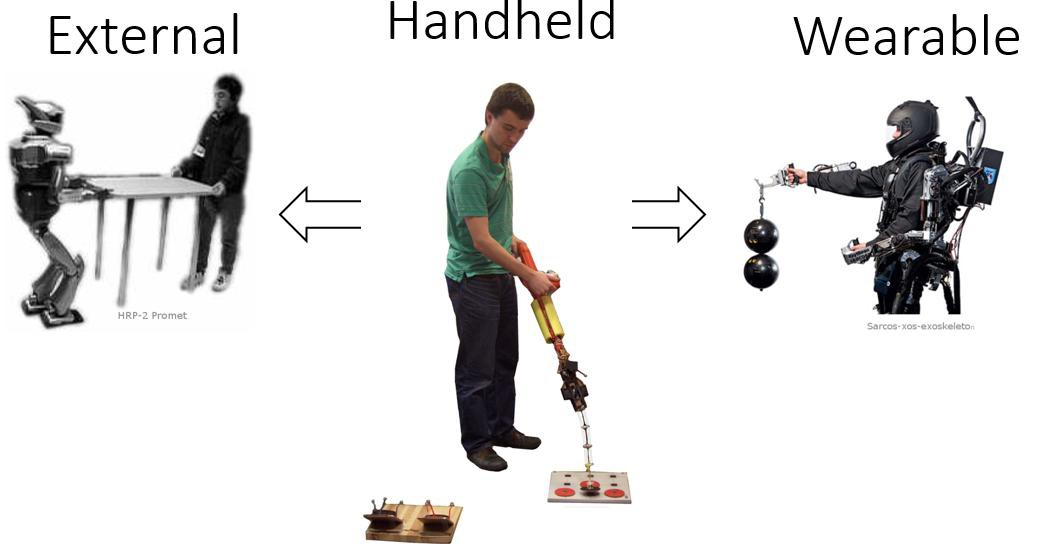 External
Handheld
Wearable
HRP-2 Promet
Sarcos-xos-exoskeleton